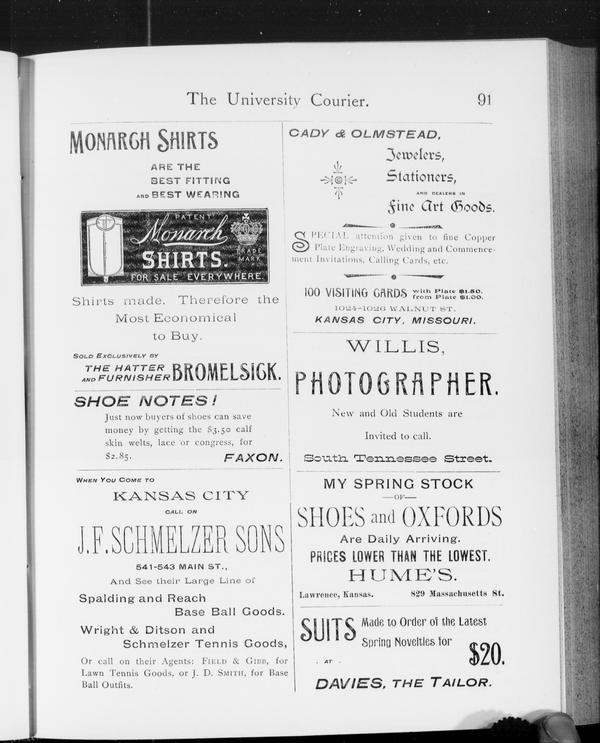 The University Courier. 91
MONARCH SHIRTS
ARE THE
BEST FITTING
AND BEST WEARING
PATENT
Monarch
TRADE MARK
SHIRTS.
FOR SALE EVERYWHERE.
Shirts made. Therefore the
Most Economical
to Buy.
SOLD EXCLUSIVELY BY
THE HATTER
AND FURNISHER BROMELSICK.
SHOE NOTES!
Just now buyers of shoes can save
money by getting the $3.50 calf
skin welts, lace or congress, for
$2.85. FAXON.
WHEN YOU COME TO
KANSAS CITY
CALL ON
J. F. SCHMELZER SONS
541-543 MAIN ST.,
And See their Large Line of
Spalding and Reach
Base Ball Goods.
Wright & Ditson and
Schmelzer Tennis Goods,
Or call on their Agents: FIELD & GIBB, for
Lawn Tennis Goods, or J. D. SMITH, for Base
Ball Outfits.
CADY & OLMSTEAD,
Jewelers,
Stationers,
AND DEALERS IN
Fine Art Goods.
SPECIAL attention given to fine Copper
Plate Engraving, Wedding and Commence-
ment Invitations, Calling Cards, etc.
100 VISITING CARDS with Plate $1.50.
from Plate $1.00.
1024-1026 WALNUT ST.
KANSAS CITY, MISSOURI.
WILLIS,
PHOTOGRAPHER.
New and Old Students are
Invited to call.
South Tennessee Street.
MY SPRING STOCK
—OF—
SHOES and OXFORDS
Are Daily Arriving.
PRICES LOWER THAN THE LOWEST.
HUME'S.
Lawrence, Kansas. 829 Massachusetts St.
SUITS Made to Order of the Latest
Spring Novelties for
. AT . $20.
DAVIES, THE TAILOR.